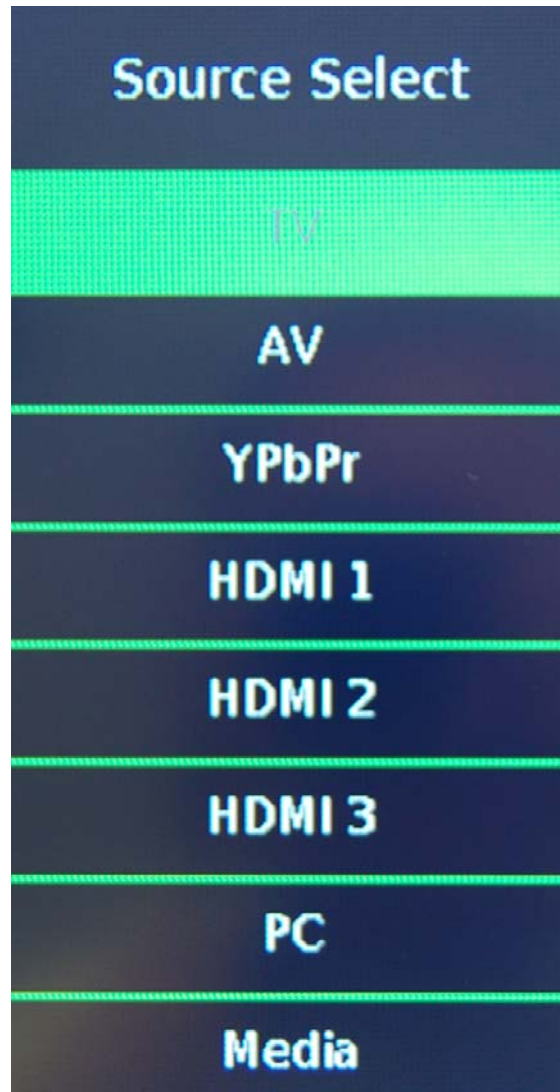 Source Select
TV
AV
YPbPr
HDMI 1
HDMI 2
HDMI 3
PC
Media